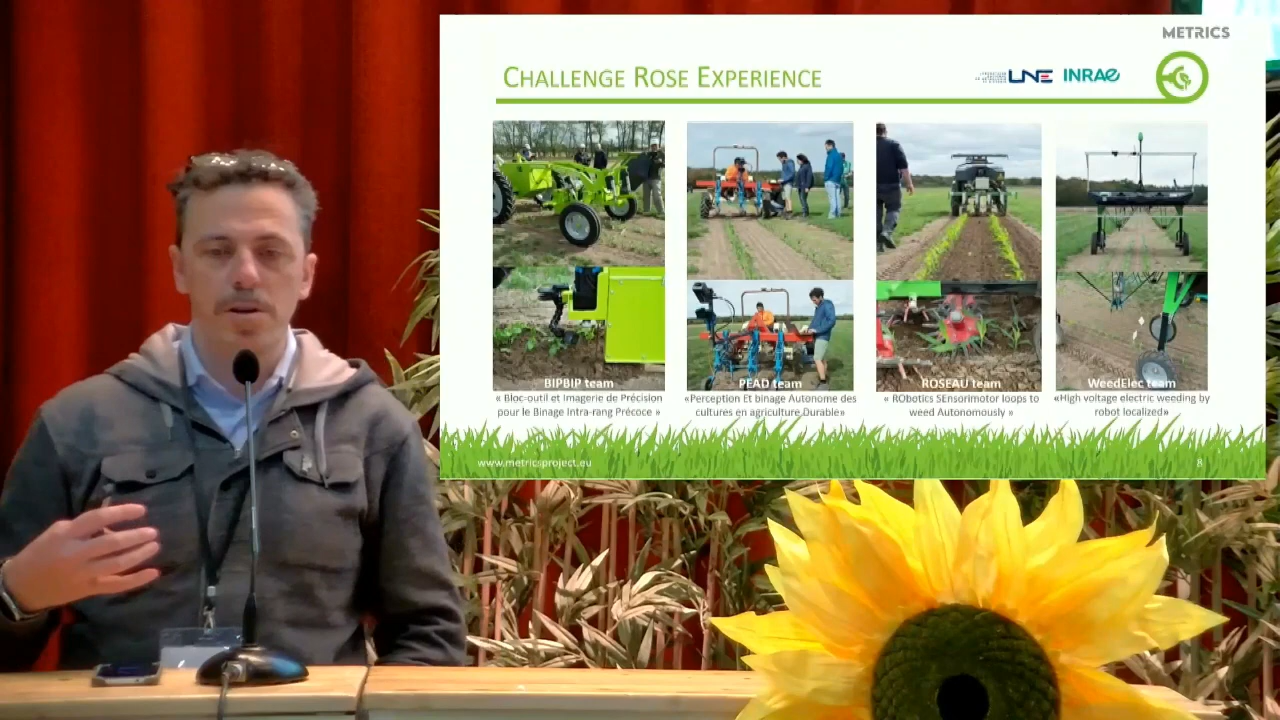 METRICS
CHALLENGE ROSE EXPERIENCE
LNE INRAE
BIPBIP team
« Bloc-outil et Imagerie de Précision
pour le Binage Intra-rang Précoce »
PEAD team
«Perception Et binage Autonome des
cultures en agriculture Durable»
ROSEAU team
« RObotics SEnsorimotor loops to
weed Autonomously »
WeedElec team
«High voltage electric weeding by
robot localized»
www.metricsproject.eu
8